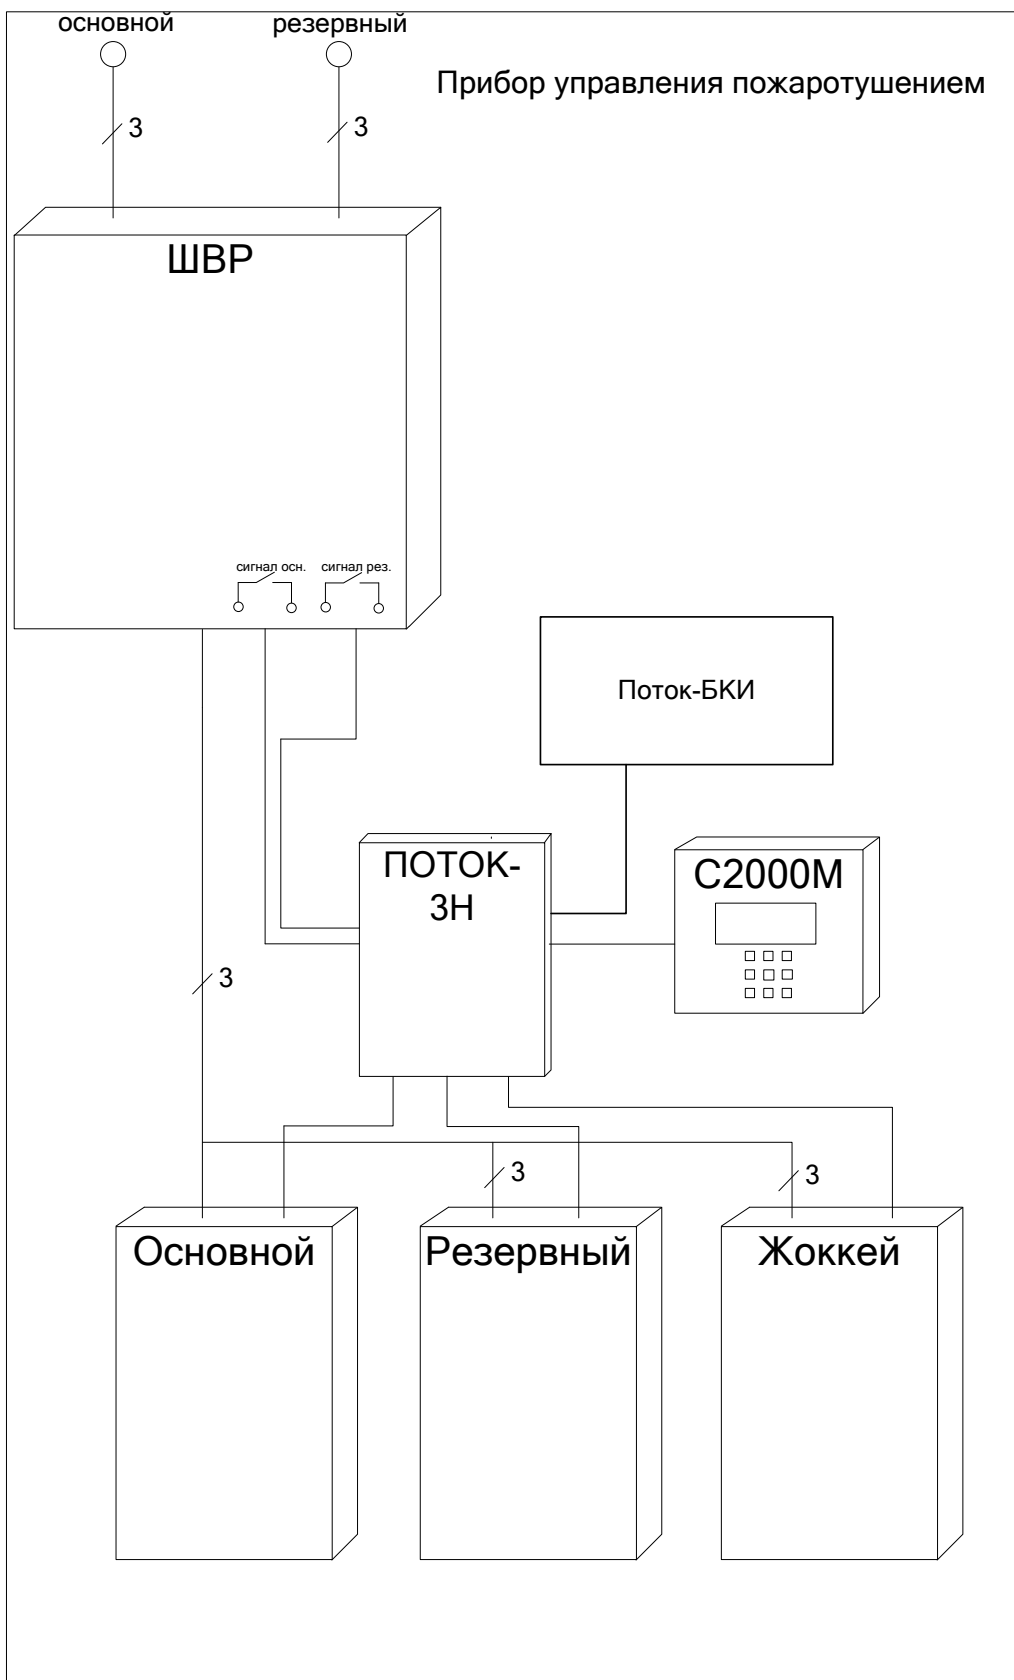 основной
резервный
Прибор управления пожаротушением
3
3
ШВР
сигнал осн.
сигнал рез.
Поток-БКИ
ПОТОК-
3Н
С2000М
3
3
3
Основной
Резервный
Жоккей